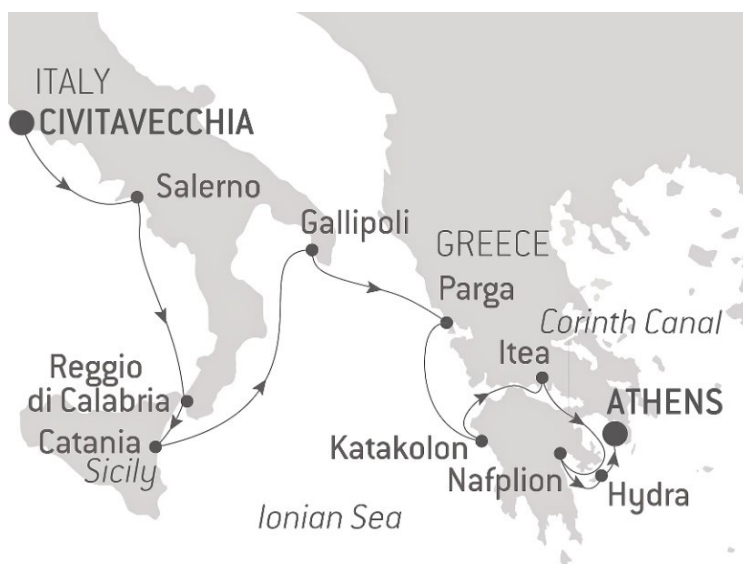 ITALY
CIVITAVECCHIA
Salerno
Gallipoli
GREECE
Parga
Corinth Canal
Itea
Reggio
di Calabria
ATHENS
Catania
Sicily
Katakolon
Nafplion
Hydra
Ionian Sea